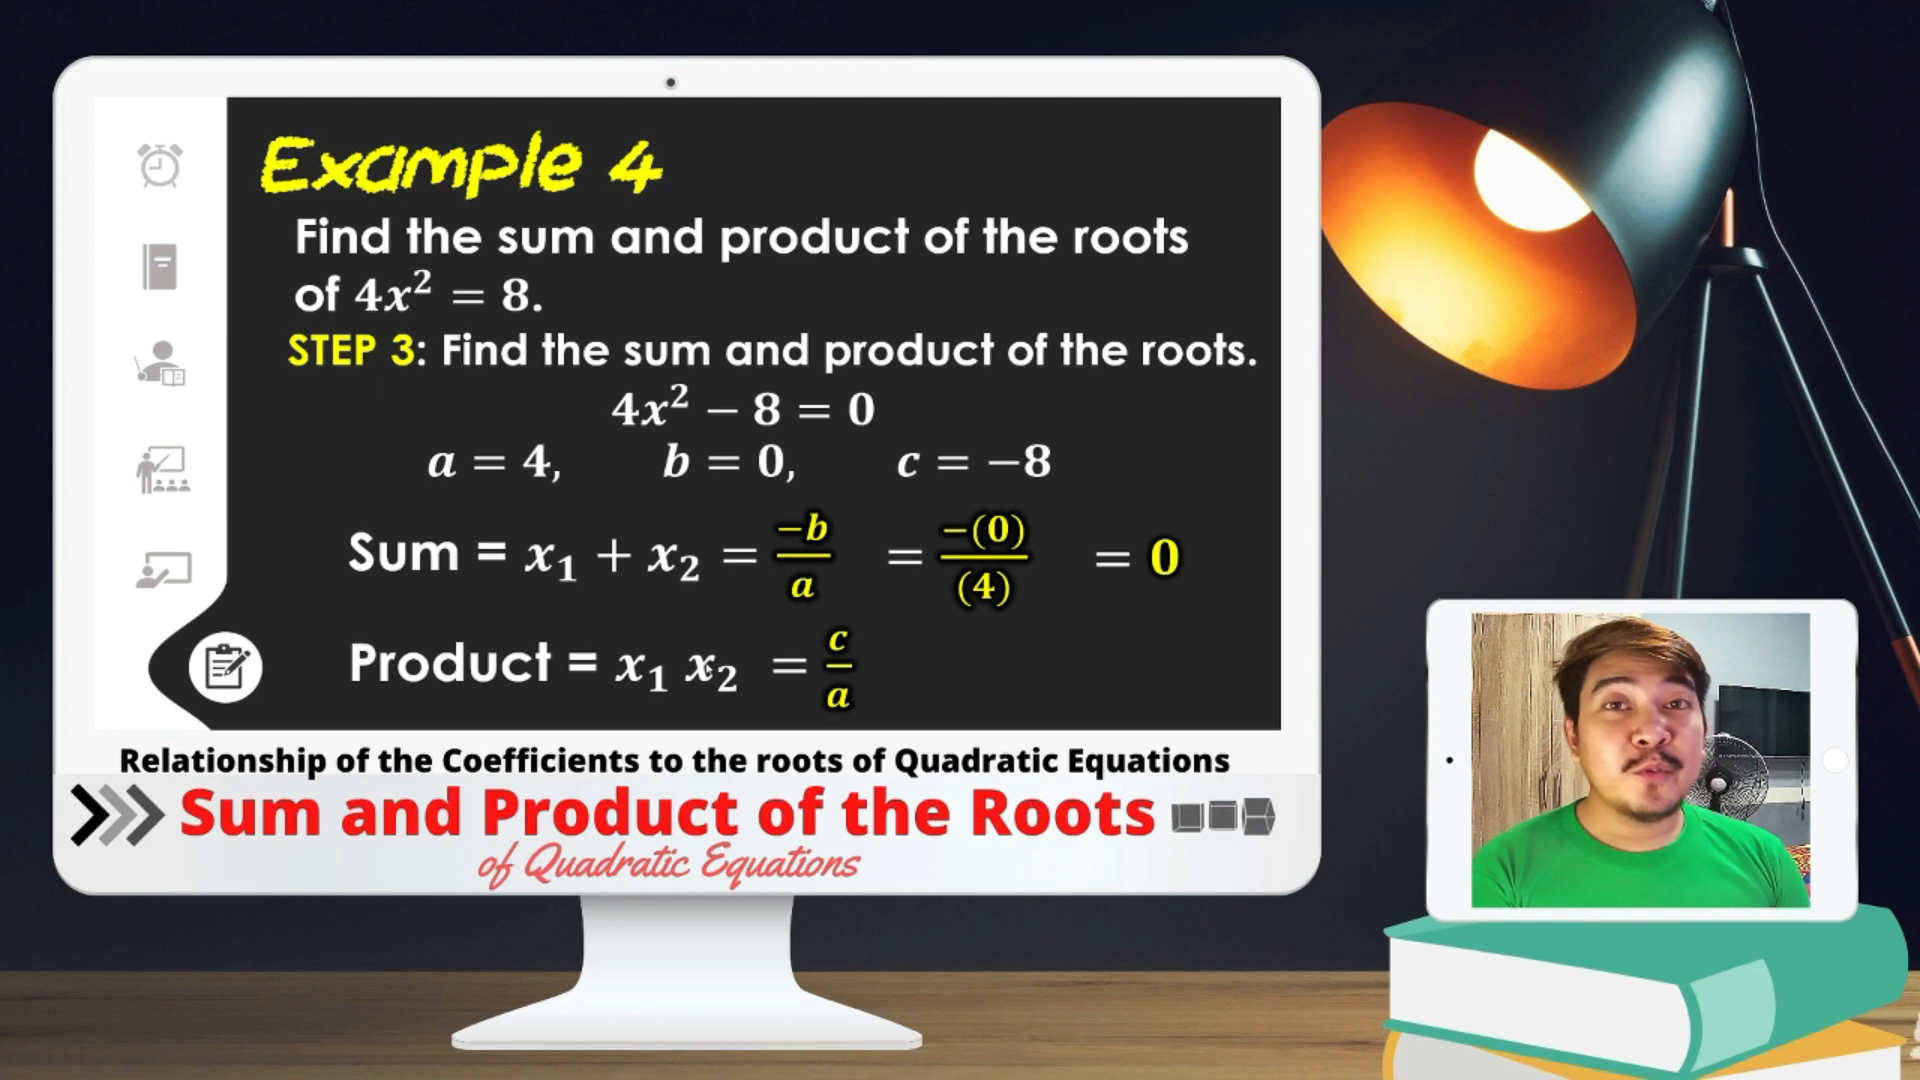 Example 4
Find the sum and product of the roots
of 4x² = 8.
STEP 3: Find the sum and product of the roots.
4x² − 8 = 0
a = 4, b = 0, c = −8
Sum = x₁ + x₂ = −b/a = −(0)/(4) = 0
Product = x₁ x₂ = c/a
Relationship of the Coefficients to the roots of Quadratic Equations
Sum and Product of the Roots
of Quadratic Equations